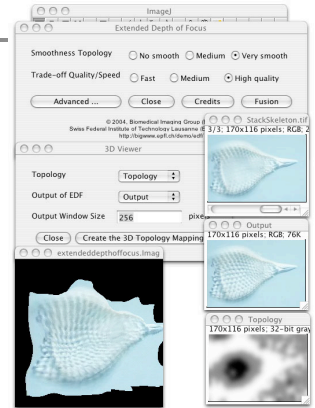 ImageJ
Extended Depth of Focus
Smoothness Topology No smooth Medium Very smooth
Trade-off Quality/Speed Fast Medium High quality
Advanced ... Close Credits Fusion
© 2004, Biomedical Imaging Group
Swiss Federal Institute of Technology Lausanne
http://bigwww.epfl.ch/demo/edf/
StackSkeleton.tif
3/3; 170x116 pixels; RGB; 2
3D Viewer
Topology Topology
Output of EDF Output
Output Window Size 256 pixels
Close Create the 3D Topology Mapping
Output
170x116 pixels; RGB; 76K
extendeddepthoffocus.Imag
Topology
170x116 pixels; 32-bit gray